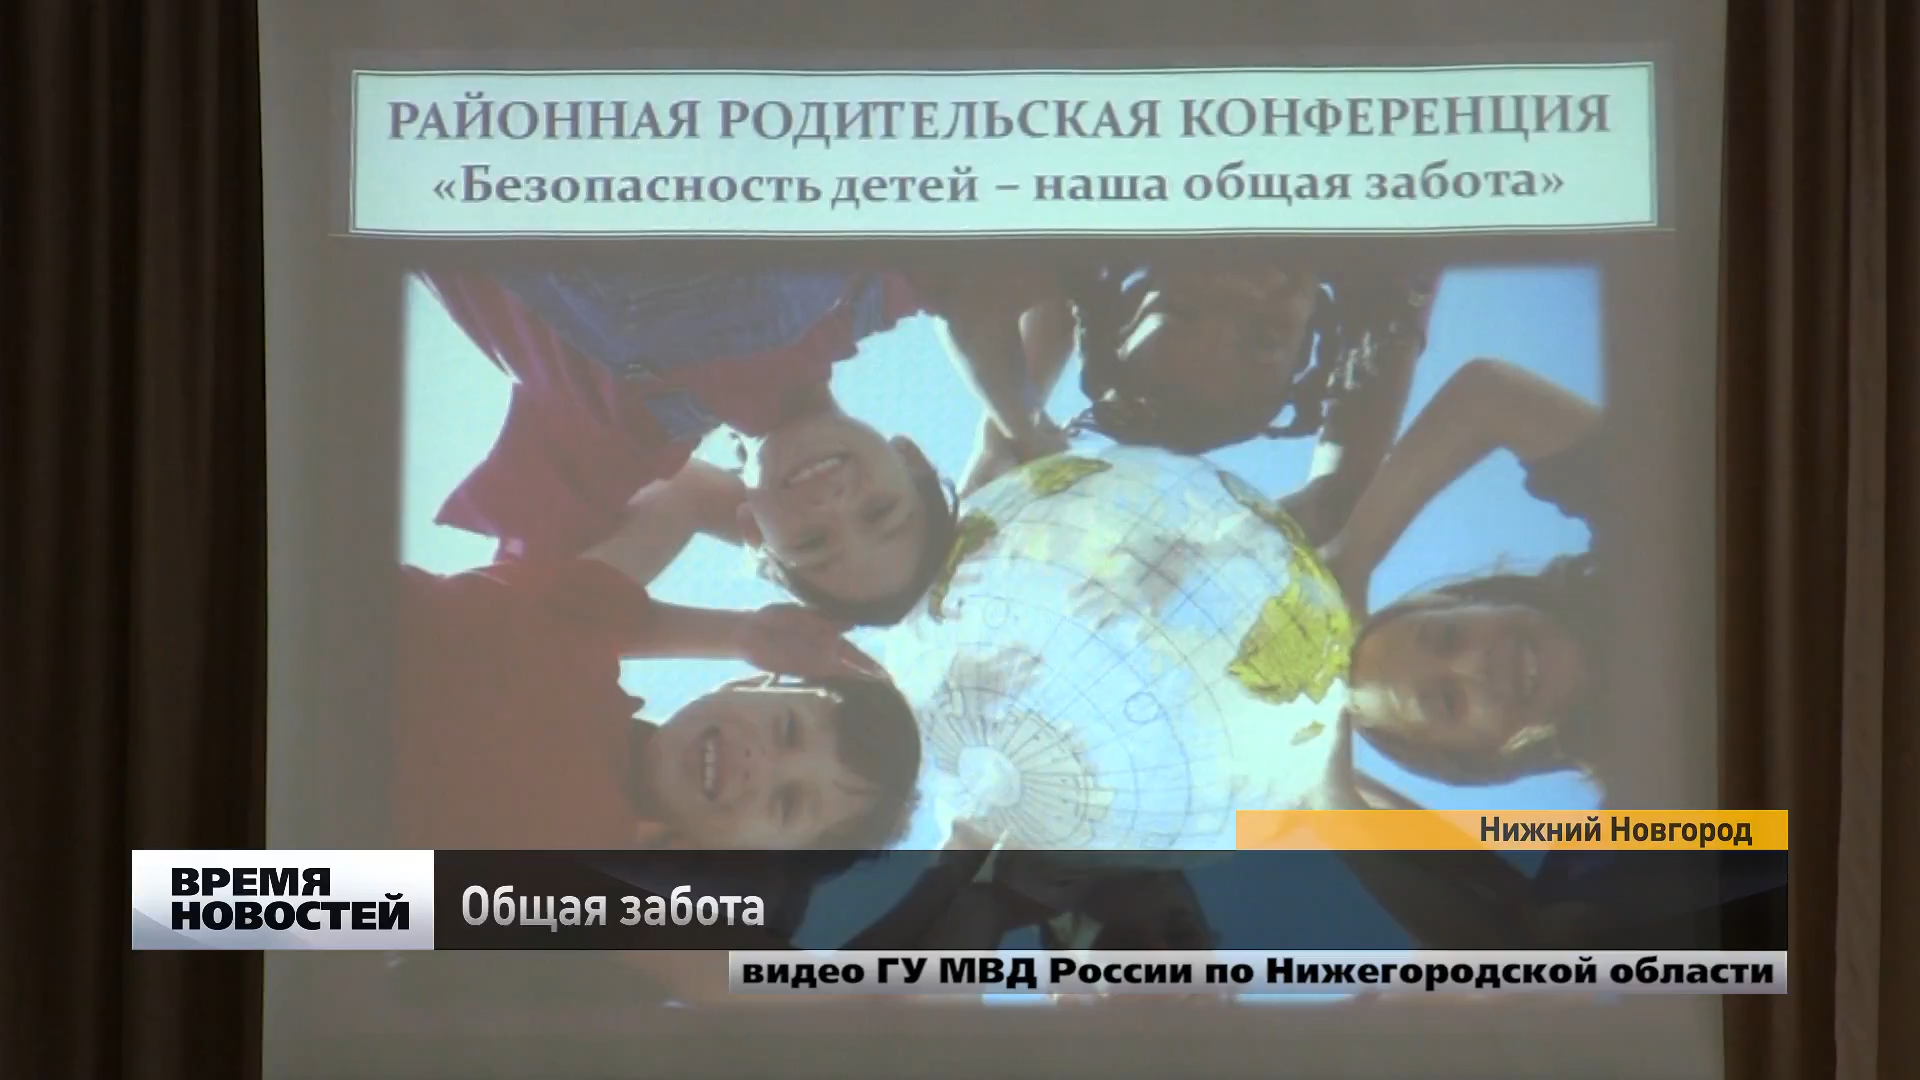 РАЙОННАЯ РОДИТЕЛЬСКАЯ КОНФЕРЕНЦИЯ
«Безопасность детей – наша общая забота»
Нижний Новгород
ВРЕМЯ
НОВОСТЕЙ
Общая забота
видео ГУ МВД России по Нижегородской области